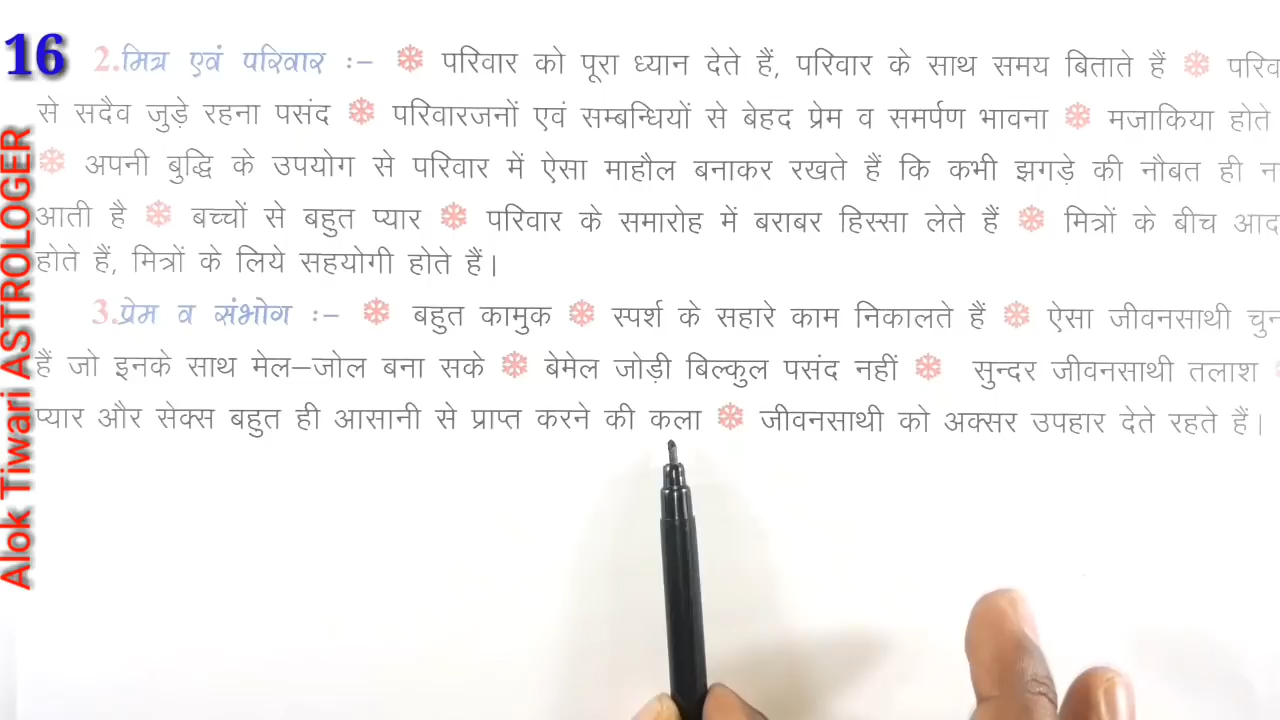 16 2.मित्र एवं परिवार :– ❄ परिवार को पूरा ध्यान देते हैं, परिवार के साथ समय बिताते हैं ❄
से सदैव जुड़े रहना पसंद ❄ परिवारजनों एवं सम्बन्धियों से बेहद प्रेम व समर्पण भावना ❄ मजाकिया होते
❄ अपनी बुद्धि के उपयोग से परिवार में ऐसा माहौल बनाकर रखते हैं कि कभी झगड़े की नौबत ही
आती है ❄ बच्चों से बहुत प्यार ❄ परिवार के समारोह में बराबर हिस्सा लेते हैं ❄ मित्रों के बीच
होते हैं, मित्रों के लिये सहयोगी होते हैं।
3.प्रेम व संभोग :– ❄ बहुत कामुक ❄ स्पर्श के सहारे काम निकालते हैं ❄ ऐसा जीवनसाथी
हैं जो इनके साथ मेल–जोल बना सके ❄ बेमेल जोड़ी बिल्कुल पसंद नहीं ❄ सुन्दर जीवनसाथी तलाश
प्यार और सेक्स बहुत ही आसानी से प्राप्त करने की कला ❄ जीवनसाथी को अक्सर उपहार देते रहते हैं।
Alok Tiwari ASTROLOGER